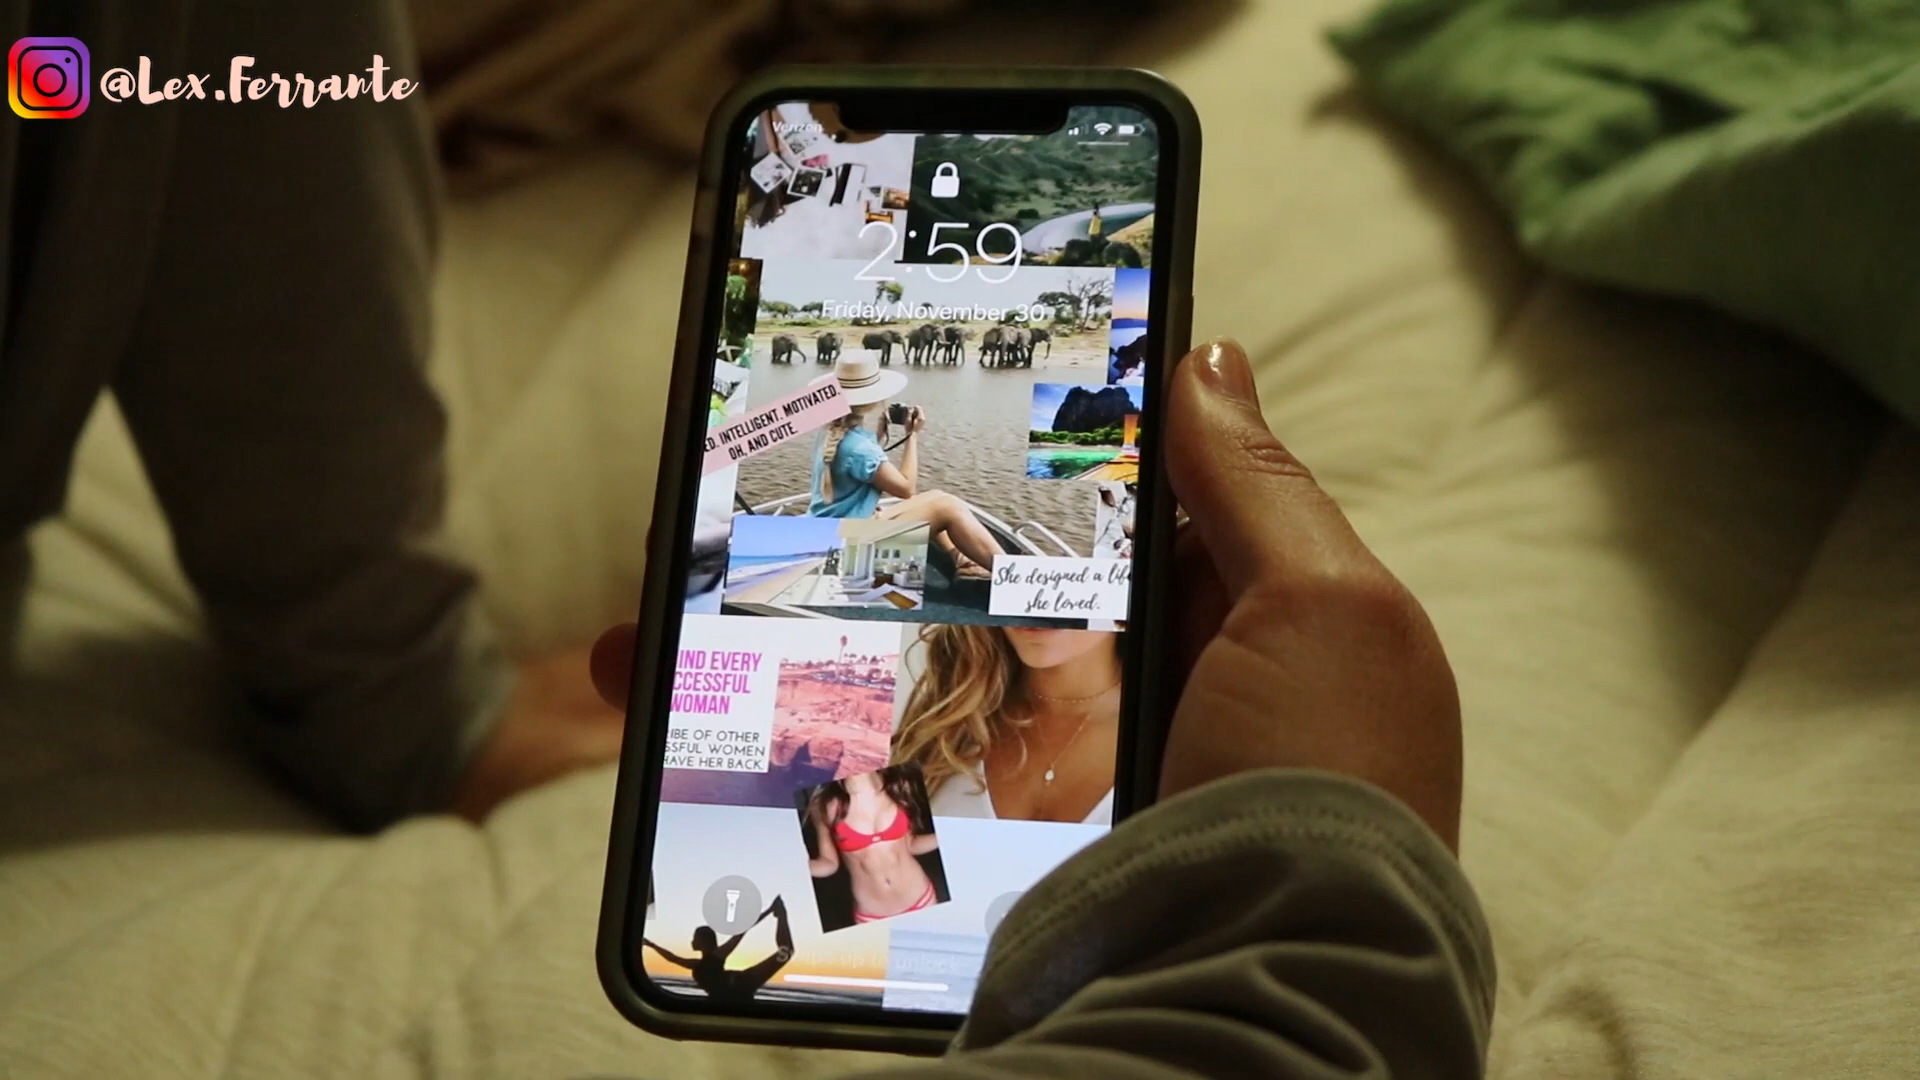 @Lex.Ferrante
Verizon
2:59
Friday, November 30
ED. INTELLIGENT. MOTIVATED.
OH, AND CUTE.
She designed a life
she loved.
IND EVERY
CCESSFUL
WOMAN
IBE OF OTHER
SSFUL WOMEN
HAVE HER BACK.